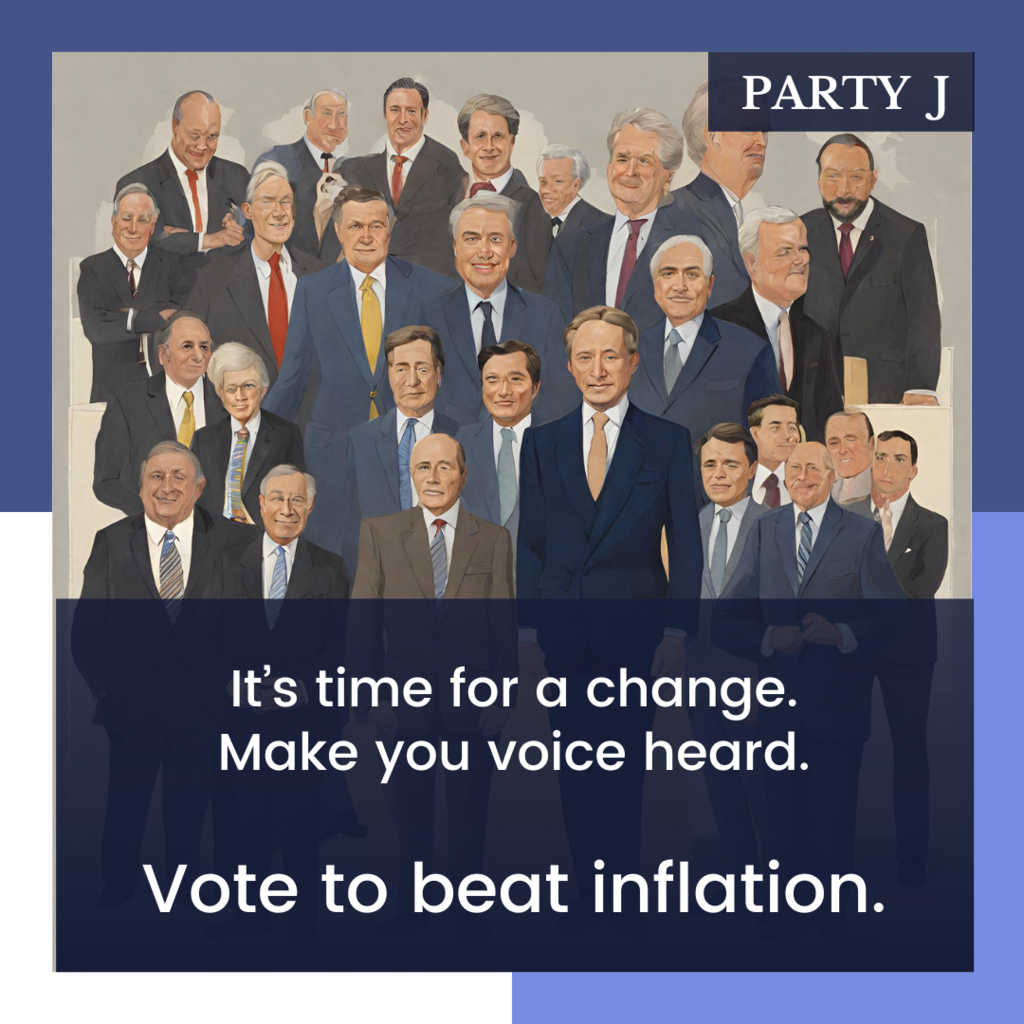 PARTY J
It's time for a change.
Make you voice heard.
Vote to beat inflation.